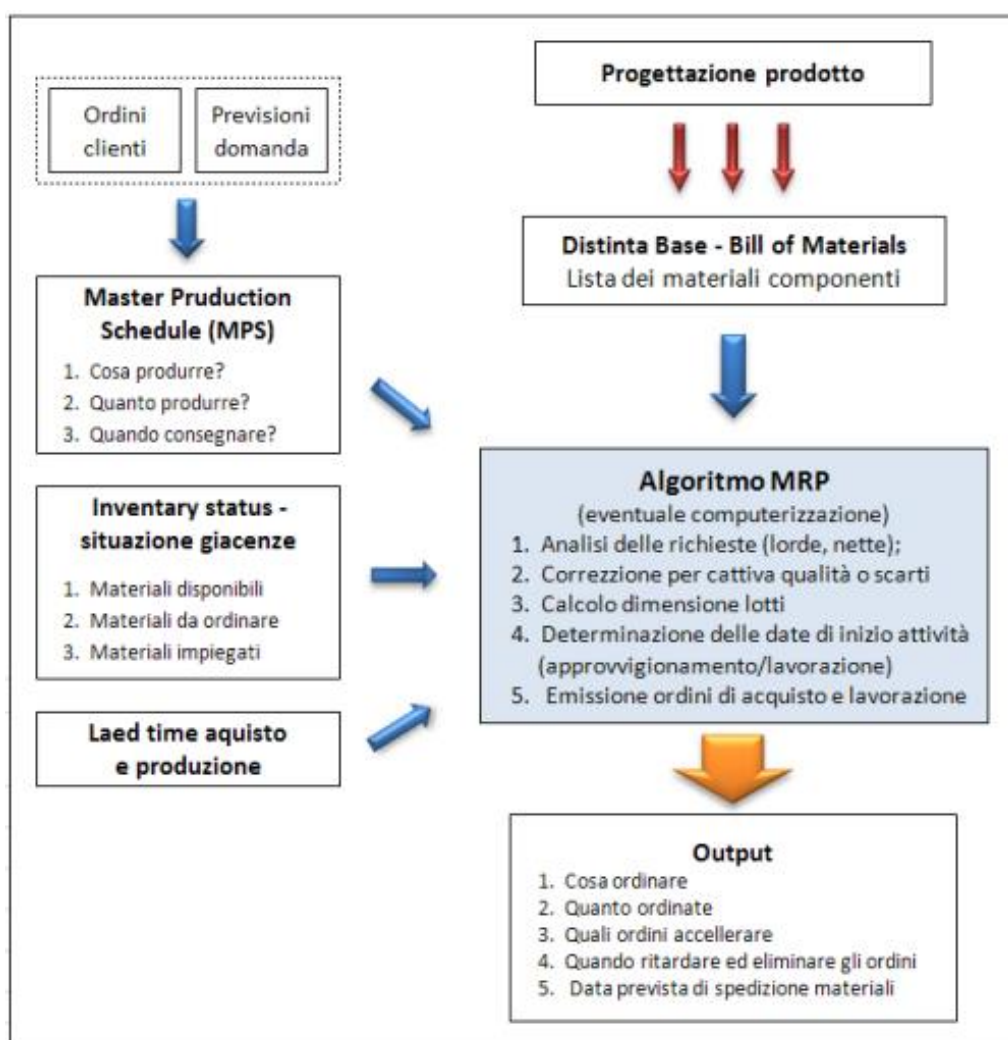 Ordini
clienti
Previsioni
domanda
Master Pruduction
Schedule (MPS)
1. Cosa produrre?
2. Quanto produrre?
3. Quando consegnare?
Inventary status -
situazione giacenze
1. Materiali disponibili
2. Materiali da ordinare
3. Materiali impiegati
Laed time aquisto
e produzione
Progettazione prodotto
Distinta Base - Bill of Materials
Lista dei materiali componenti
Algoritmo MRP
(eventuale computerizzazione)
1. Analisi delle richieste (lorde, nette);
2. Correzzione per cattiva qualità o scarti
3. Calcolo dimensione lotti
4. Determinazione delle date di inizio attività
(approvvigionamento/lavorazione)
5. Emissione ordini di acquisto e lavorazione
Output
1. Cosa ordinare
2. Quanto ordinate
3. Quali ordini accellerare
4. Quando ritardare ed eliminare gli ordini
5. Data prevista di spedizione materiali